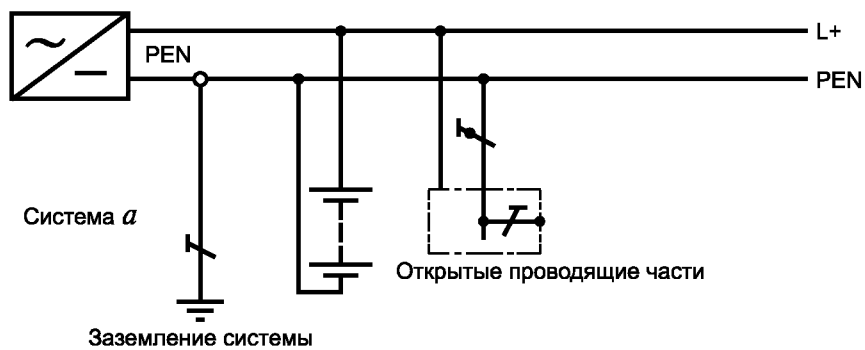 L+
PEN
PEN
Система a
Открытые проводящие части
Заземление системы